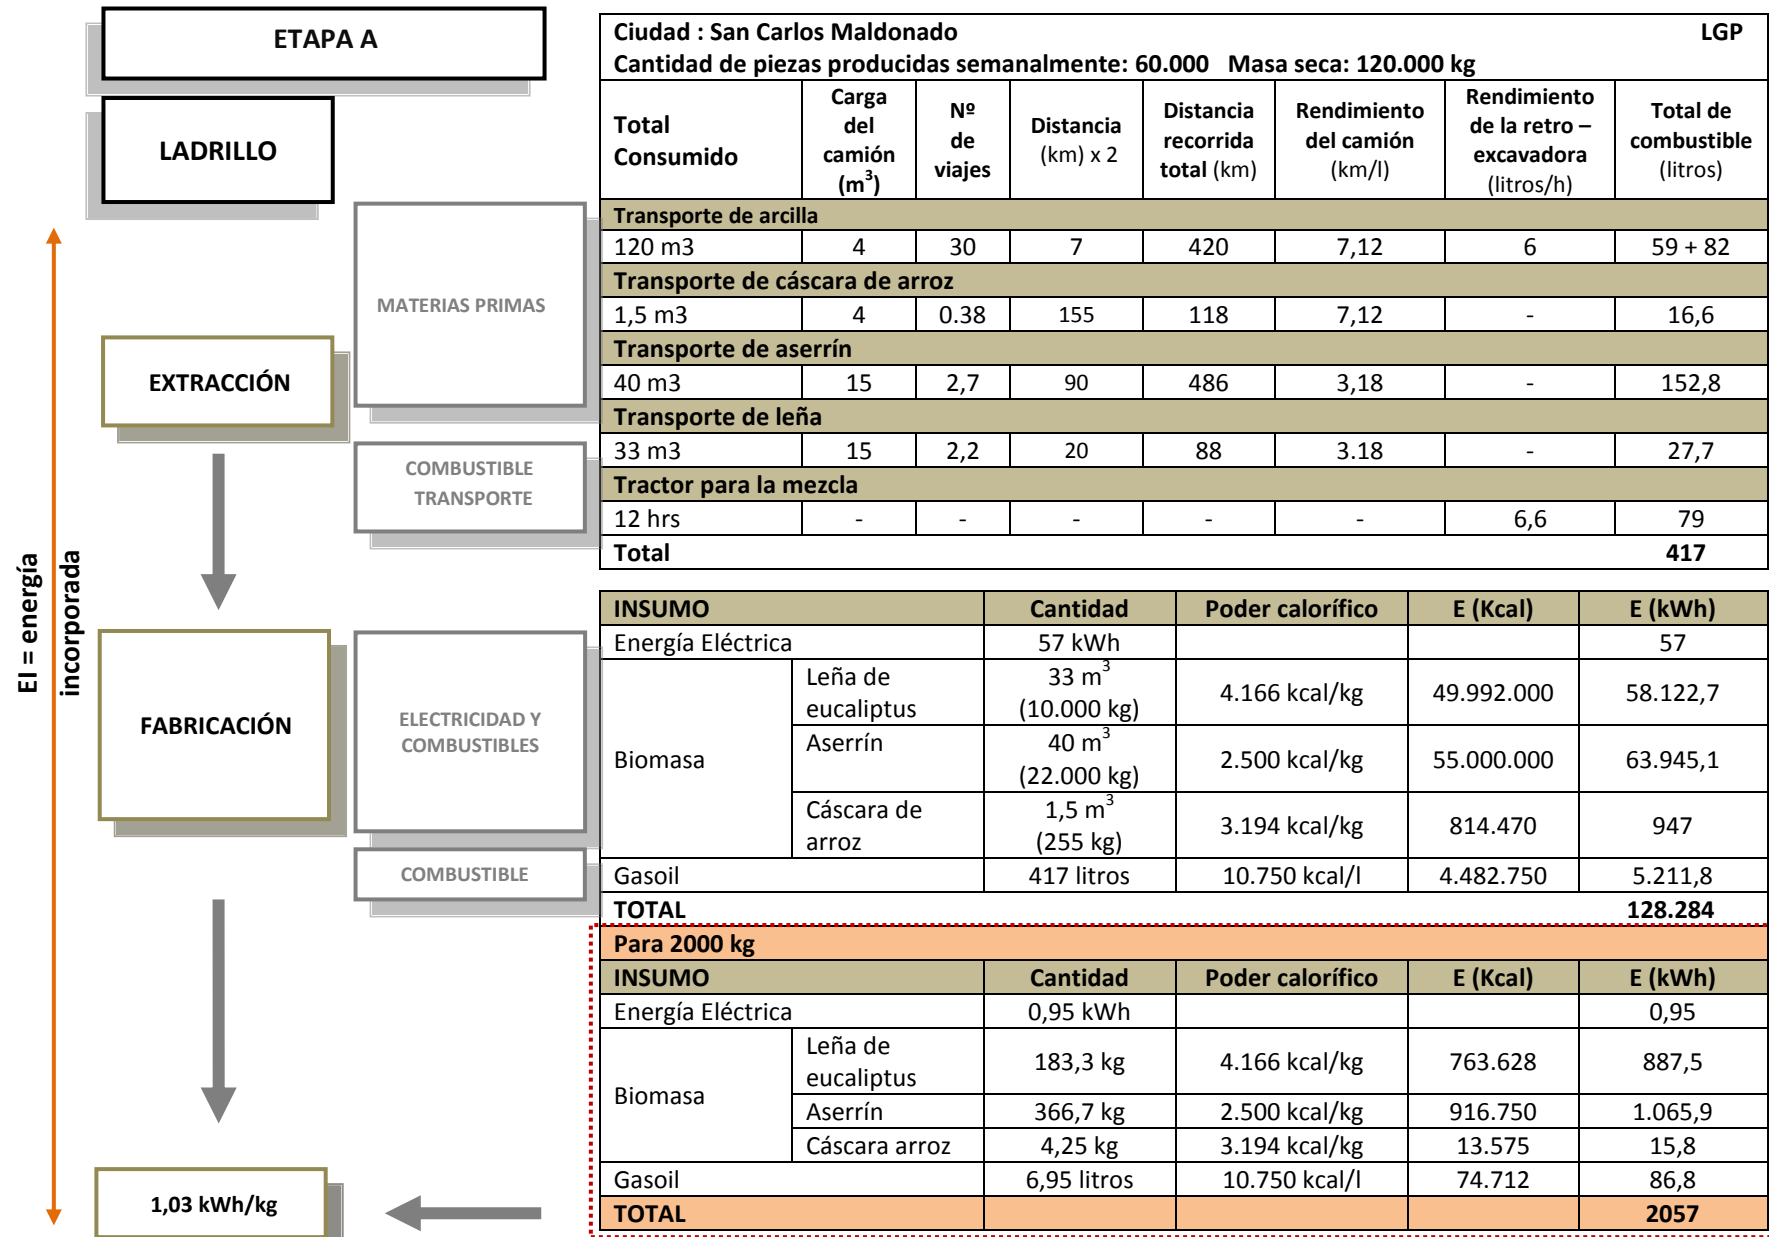 ETAPA A
LADRILLO
EI = energía
incorporada
EXTRACCIÓN
FABRICACIÓN
1,03 kWh/kg
MATERIAS PRIMAS
COMBUSTIBLE
TRANSPORTE
ELECTRICIDAD Y
COMBUSTIBLES
COMBUSTIBLE
Ciudad : San Carlos Maldonado LGP
Cantidad de piezas producidas semanalmente: 60.000 Masa seca: 120.000 kg
Total Consumido | Carga del camión (m³) | Nº de viajes | Distancia (km) x 2 | Distancia recorrida total (km) | Rendimiento del camión (km/l) | Rendimiento de la retro – excavadora (litros/h) | Total de combustible (litros)
Transporte de arcilla
120 m3 | 4 | 30 | 7 | 420 | 7,12 | 6 | 59 + 82
Transporte de cáscara de arroz
1,5 m3 | 4 | 0.38 | 155 | 118 | 7,12 | - | 16,6
Transporte de aserrín
40 m3 | 15 | 2,7 | 90 | 486 | 3,18 | - | 152,8
Transporte de leña
33 m3 | 15 | 2,2 | 20 | 88 | 3.18 | - | 27,7
Tractor para la mezcla
12 hrs | - | - | - | - | - | 6,6 | 79
Total 417
INSUMO | Cantidad | Poder calorífico | E (Kcal) | E (kWh)
Energía Eléctrica | 57 kWh | 57
Biomasa | Leña de eucaliptus | 33 m³ (10.000 kg) | 4.166 kcal/kg | 49.992.000 | 58.122,7
Aserrín | 40 m³ (22.000 kg) | 2.500 kcal/kg | 55.000.000 | 63.945,1
Cáscara de arroz | 1,5 m³ (255 kg) | 3.194 kcal/kg | 814.470 | 947
Gasoil | 417 litros | 10.750 kcal/l | 4.482.750 | 5.211,8
TOTAL 128.284
Para 2000 kg
INSUMO | Cantidad | Poder calorífico | E (Kcal) | E (kWh)
Energía Eléctrica | 0,95 kWh | 0,95
Biomasa | Leña de eucaliptus | 183,3 kg | 4.166 kcal/kg | 763.628 | 887,5
Aserrín | 366,7 kg | 2.500 kcal/kg | 916.750 | 1.065,9
Cáscara arroz | 4,25 kg | 3.194 kcal/kg | 13.575 | 15,8
Gasoil | 6,95 litros | 10.750 kcal/l | 74.712 | 86,8
TOTAL | 2057